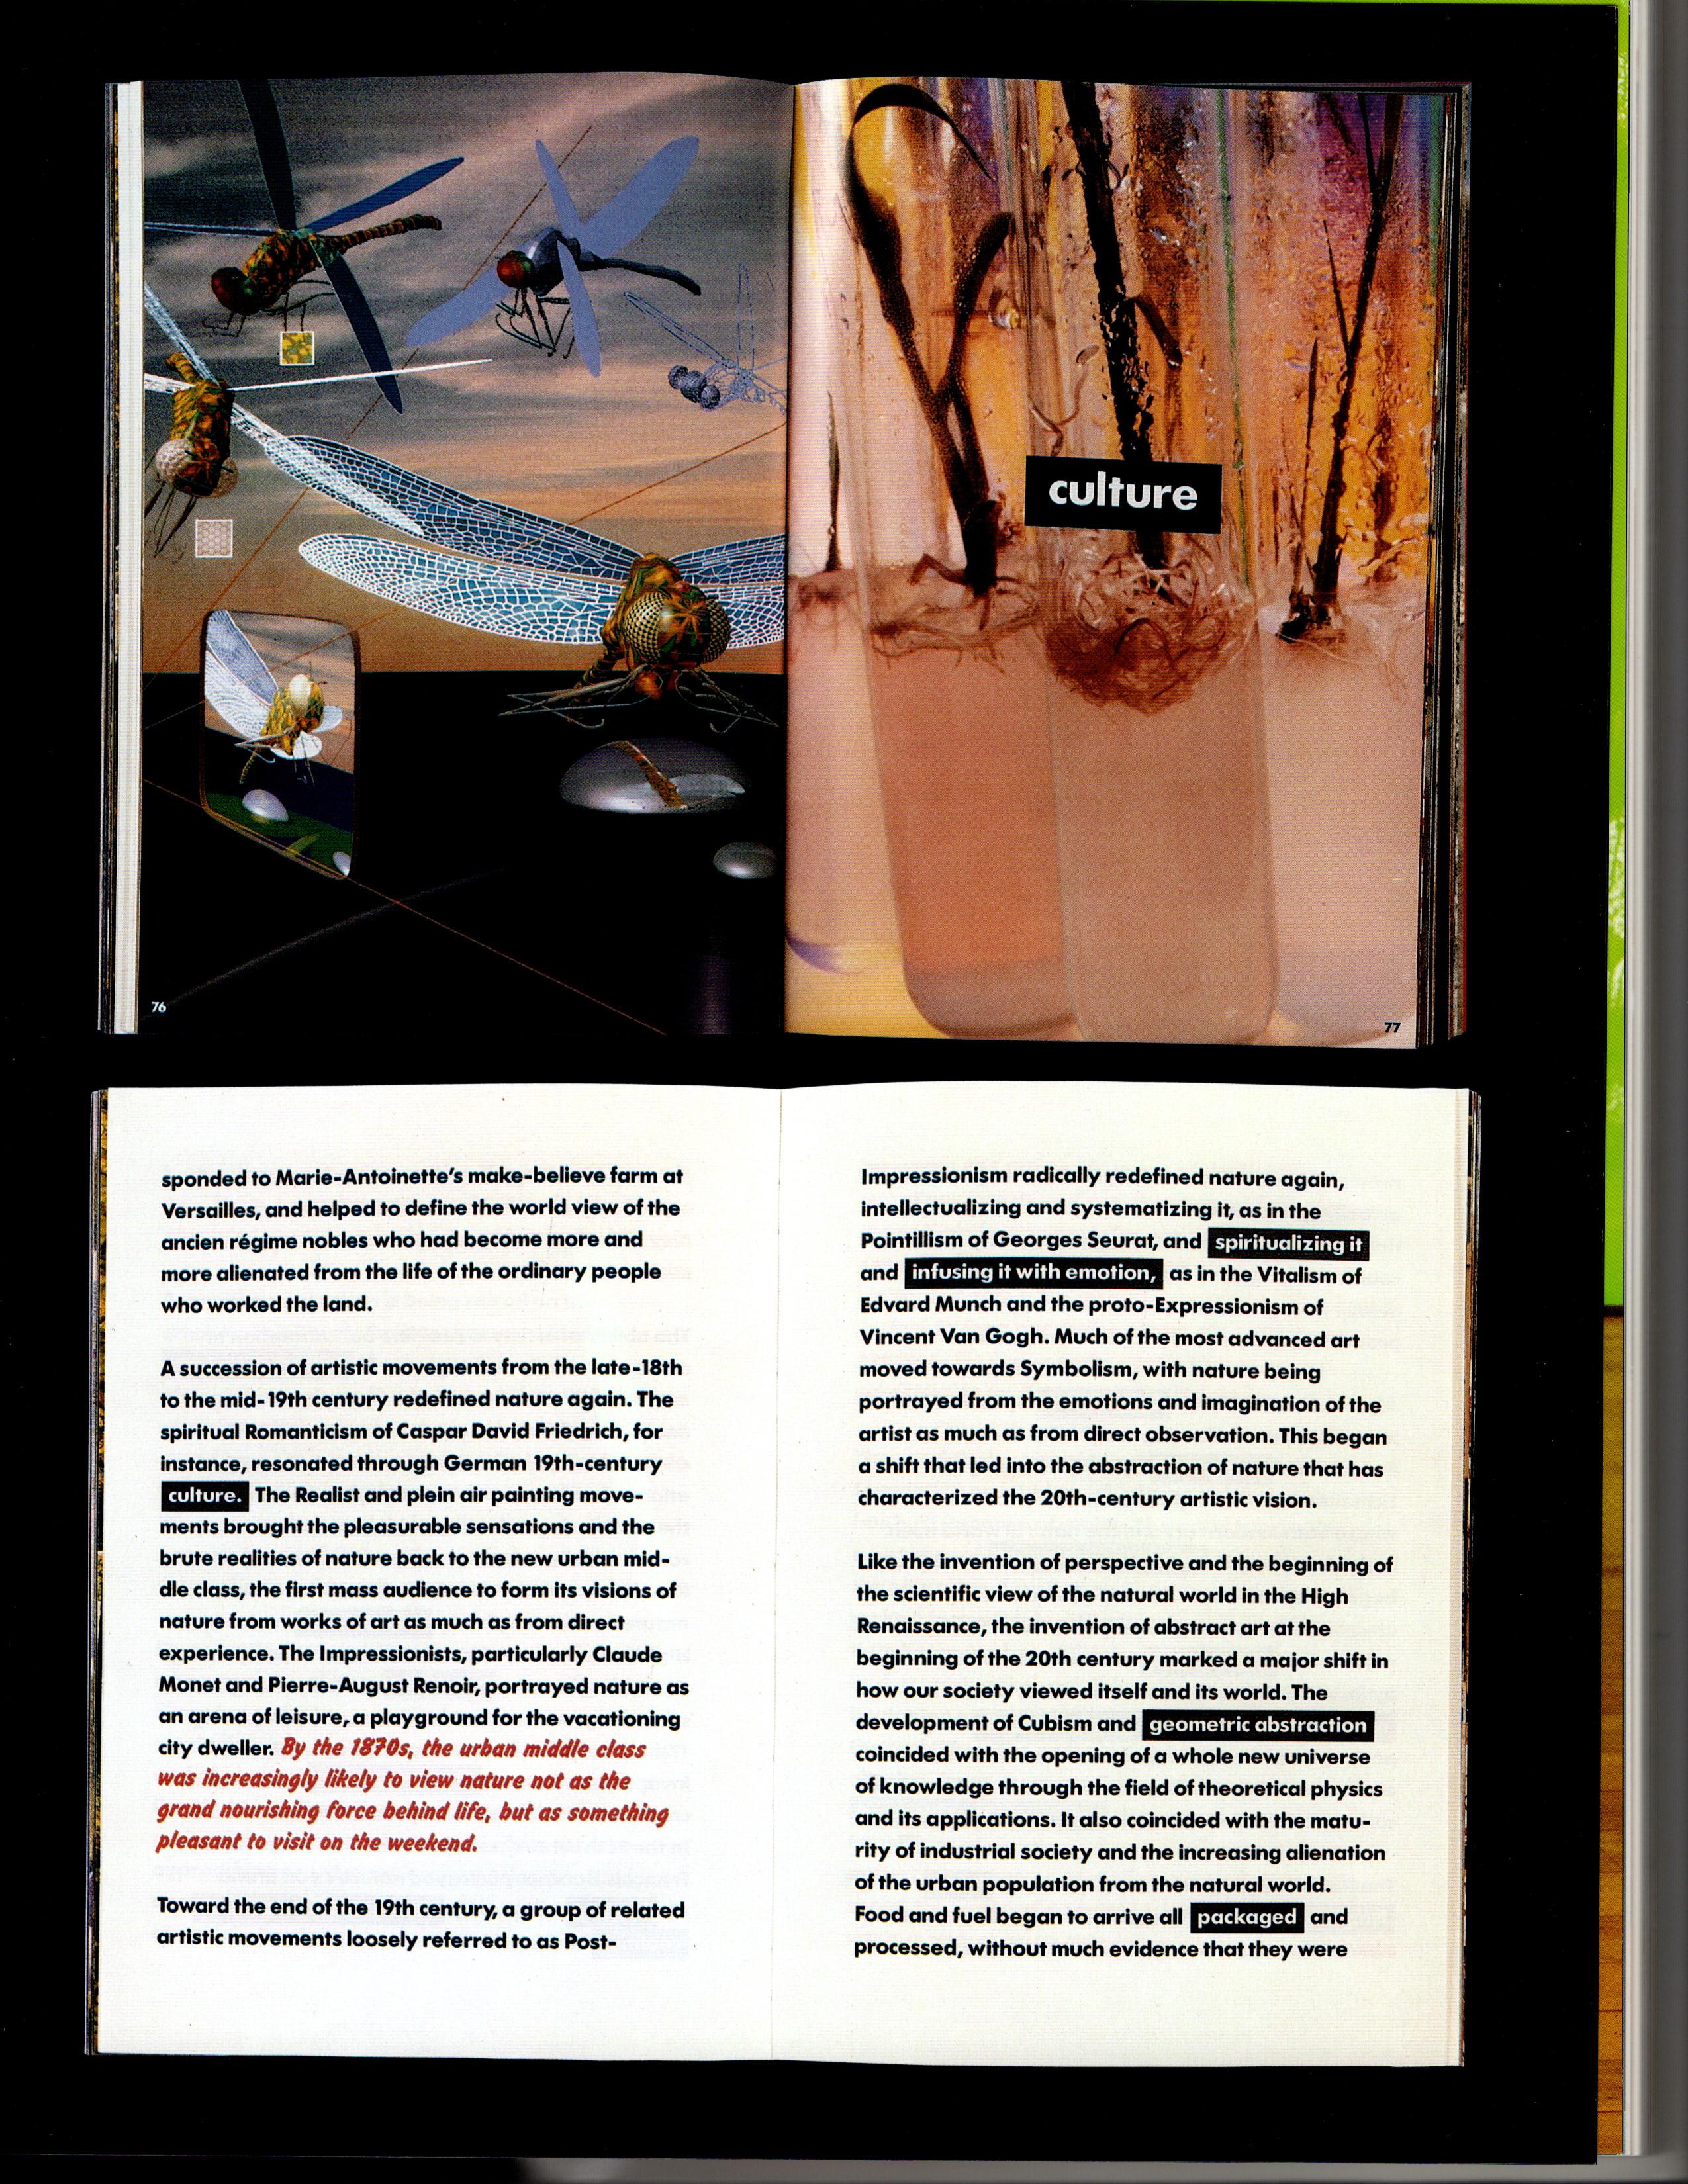 culture
76
77
sponded to Marie-Antoinette's make-believe farm at
Versailles, and helped to define the world view of the
ancien régime nobles who had become more and
more alienated from the life of the ordinary people
who worked the land.
A succession of artistic movements from the late-18th
to the mid-19th century redefined nature again. The
spiritual Romanticism of Caspar David Friedrich, for
instance, resonated through German 19th-century
culture. The Realist and plein air painting move-
ments brought the pleasurable sensations and the
brute realities of nature back to the new urban mid-
dle class, the first mass audience to form its visions of
nature from works of art as much as from direct
experience. The Impressionists, particularly Claude
Monet and Pierre-August Renoir, portrayed nature as
an arena of leisure, a playground for the vacationing
city dweller. By the 1870s, the urban middle class
was increasingly likely to view nature not as the
grand nourishing force behind life, but as something
pleasant to visit on the weekend.
Toward the end of the 19th century, a group of related
artistic movements loosely referred to as Post-
Impressionism radically redefined nature again,
intellectualizing and systematizing it, as in the
Pointillism of Georges Seurat, and spiritualizing it
and infusing it with emotion, as in the Vitalism of
Edvard Munch and the proto-Expressionism of
Vincent Van Gogh. Much of the most advanced art
moved towards Symbolism, with nature being
portrayed from the emotions and imagination of the
artist as much as from direct observation. This began
a shift that led into the abstraction of nature that has
characterized the 20th-century artistic vision.
Like the invention of perspective and the beginning of
the scientific view of the natural world in the High
Renaissance, the invention of abstract art at the
beginning of the 20th century marked a major shift in
how our society viewed itself and its world. The
development of Cubism and geometric abstraction
coincided with the opening of a whole new universe
of knowledge through the field of theoretical physics
and its applications. It also coincided with the matu-
rity of industrial society and the increasing alienation
of the urban population from the natural world.
Food and fuel began to arrive all packaged and
processed, without much evidence that they were